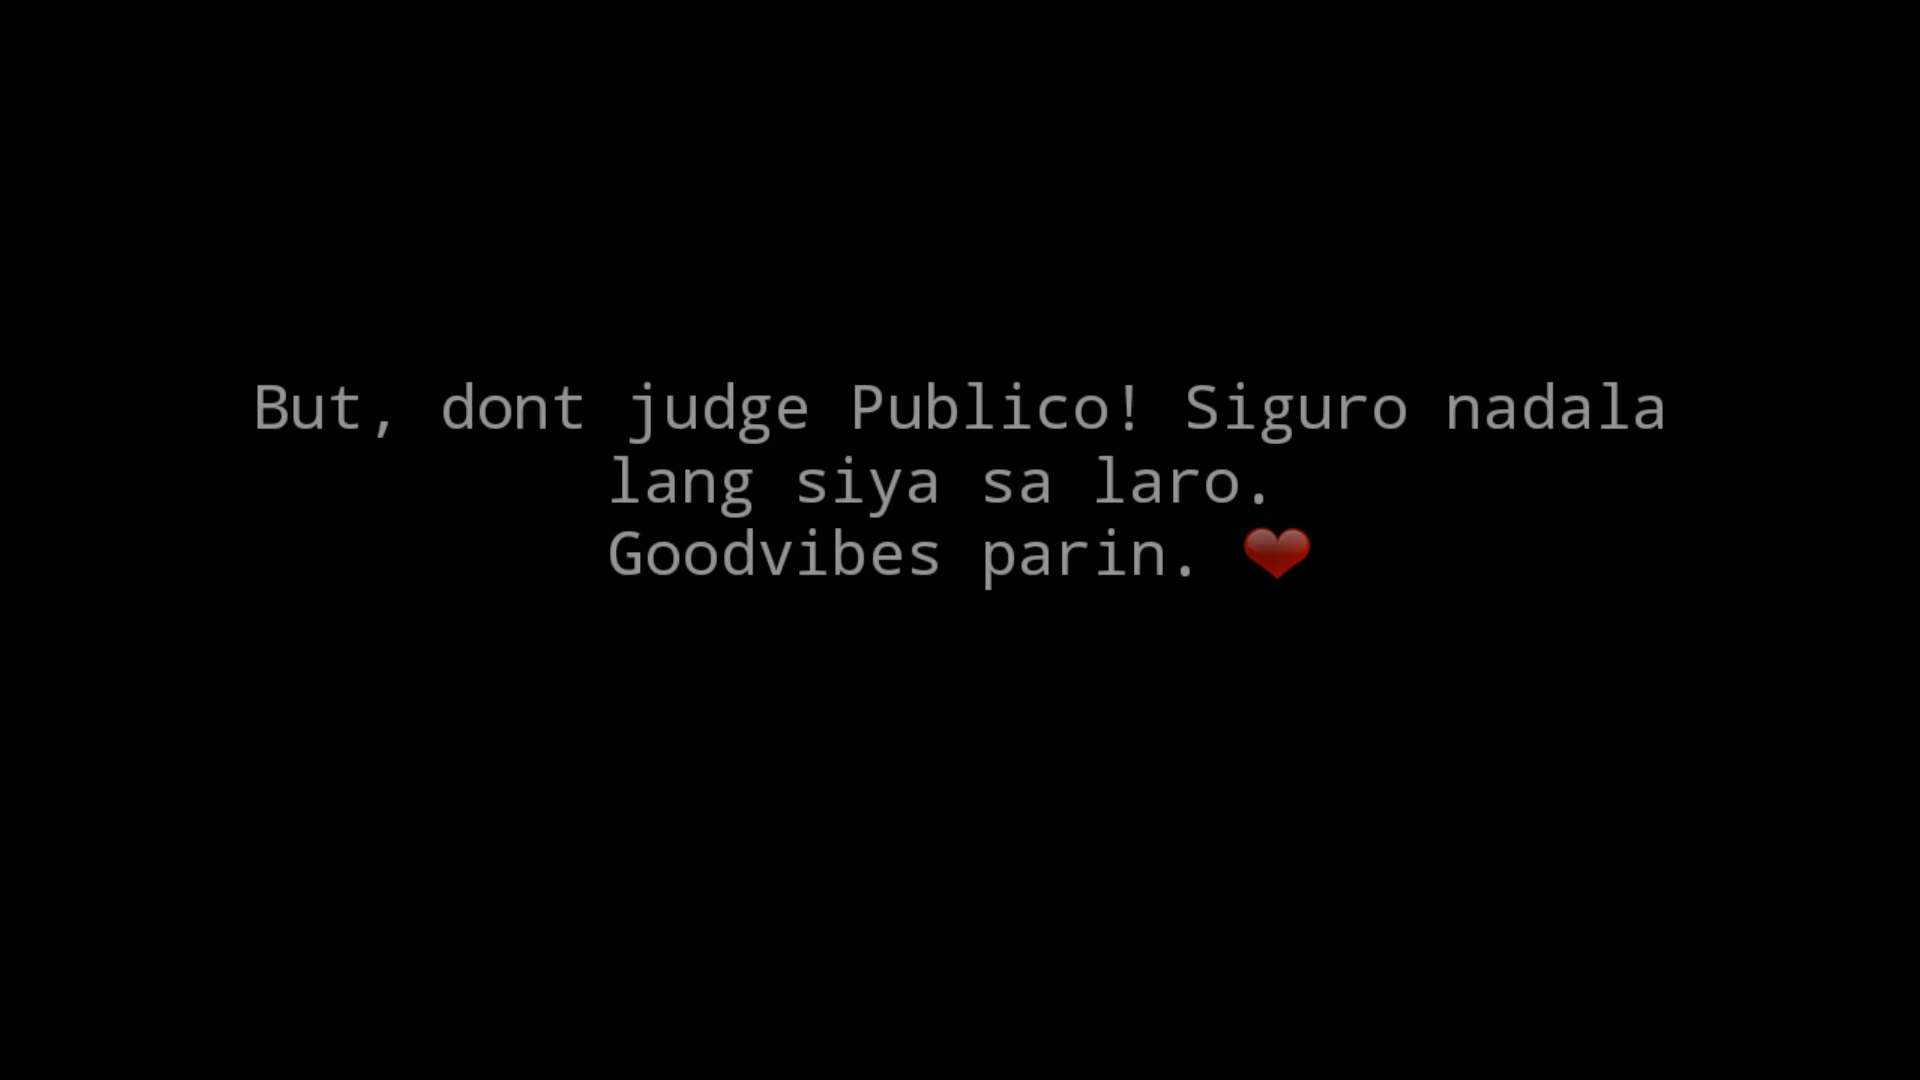 But, dont judge Publico! Siguro nadala
lang siya sa laro.
Goodvibes parin. ❤